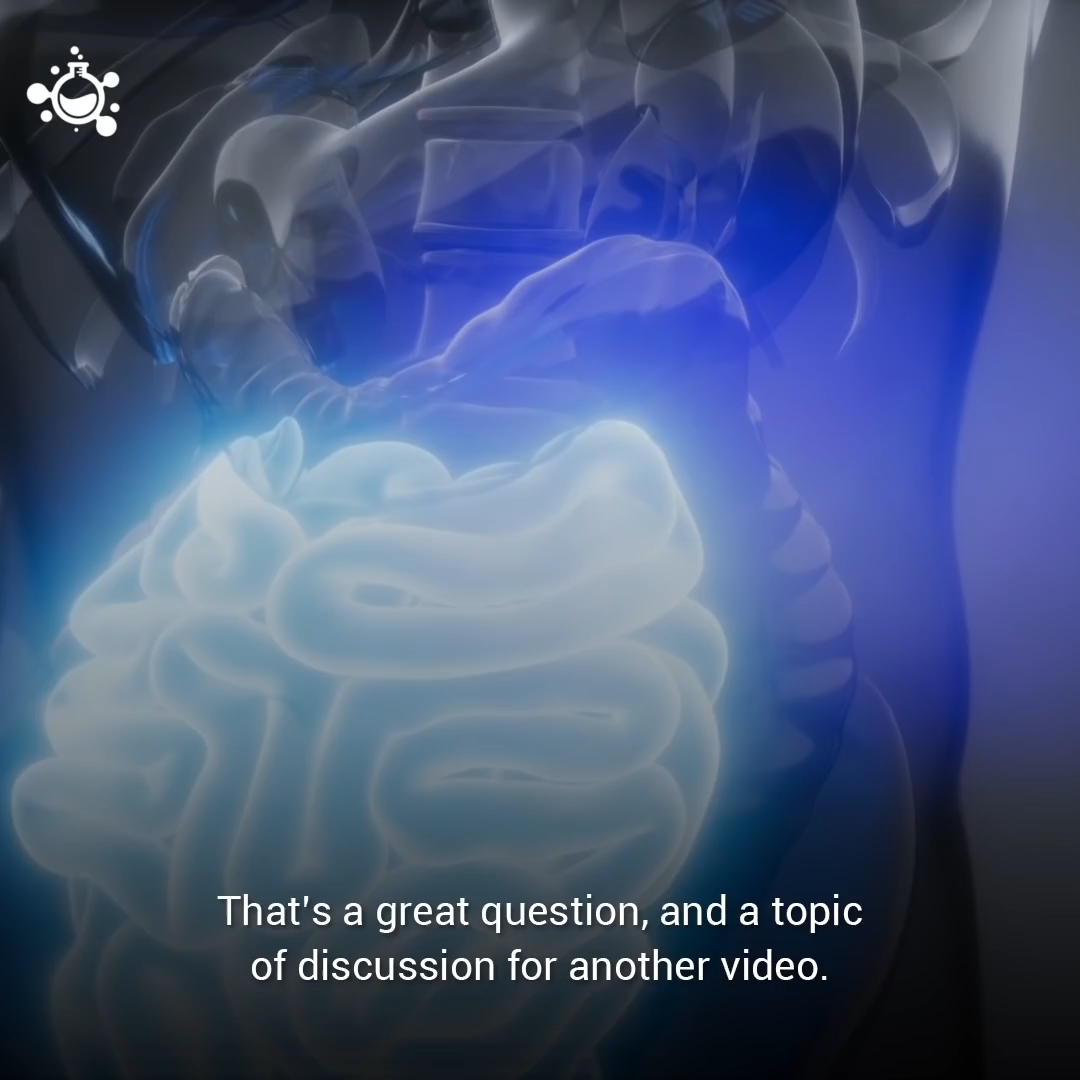 That's a great question, and a topic
of discussion for another video.